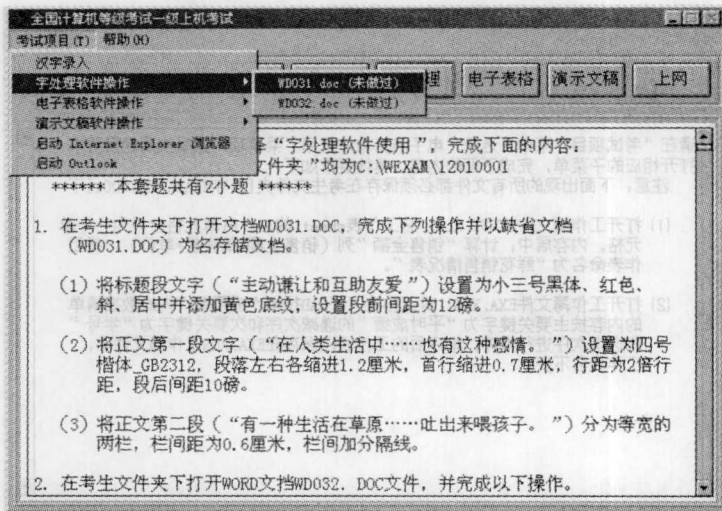 全国计算机等级考试一级上机考试
考试项目(T) 帮助(H)
汉字录入
字处理软件操作
WD031.doc (未做过)
理
电子表格
演示文稿
上网
电子表格软件操作
WD032.doc (未做过)
演示文稿软件操作
启动 Internet Explorer 浏览器
择“字处理软件使用 ”，完成下面的内容：
启动 Outlook
文件夹 ”均为C:\WEXAM\12010001
****** 本套题共有2小题 ******
1. 在考生文件夹下打开文档WD031.DOC，完成下列操作并以缺省文档
（WD031.DOC）为名存储文档。
（1）将标题段文字（“主动谦让和互助友爱”）设置为小三号黑体、红色、
斜、居中并添加黄色底纹，设置段前间距为12磅。
（2）将正文第一段文字（“在人类生活中……也有这种感情。”）设置为四号
楷体_GB2312，段落左右各缩进1.2厘米，首行缩进0.7厘米，行距为2倍行
距，段后间距10磅。
（3）将正文第二段（“有一种生活在草原……吐出来喂孩子。 ”）分为等宽的
两栏，栏间距为0.6厘米，栏间加分隔线。
2. 在考生文件夹下打开WORD文档WD032. DOC文件，并完成以下操作。